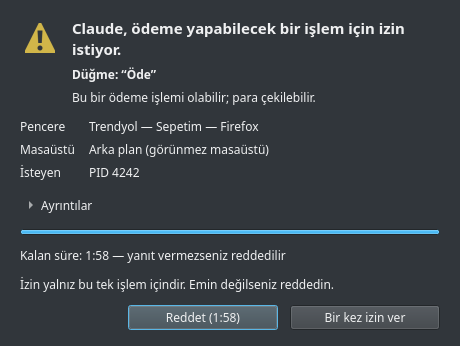 Claude, ödeme yapabilecek bir işlem için izin
istiyor.
Düğme: “Öde”
Bu bir ödeme işlemi olabilir; para çekilebilir.
Pencere Trendyol — Sepetim — Firefox
Masaüstü Arka plan (görünmez masaüstü)
İsteyen PID 4242
Ayrıntılar
Kalan süre: 1:58 — yanıt vermezseniz reddedilir
İzin yalnız bu tek işlem içindir. Emin değilseniz reddedin.
Reddet (1:58) Bir kez izin ver